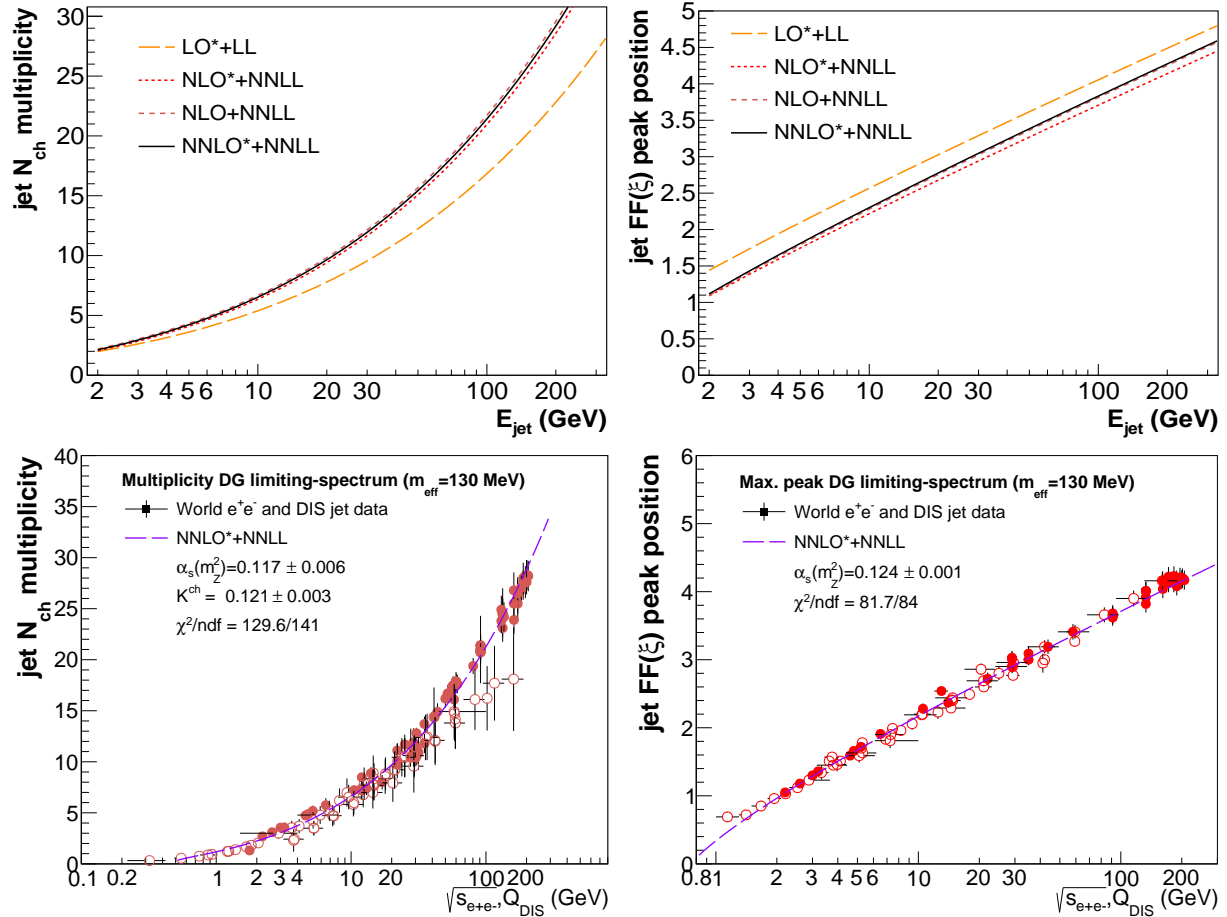 jet N_ch multiplicity
30
25
20
15
10
5
0
LO*+LL
NLO*+NNLL
NLO+NNLL
NNLO*+NNLL
2 3 4 5 6 10 20 30 100 200
E_jet (GeV)
jet FF(ξ) peak position
5
4.5
4
3.5
3
2.5
2
1.5
1
0.5
0
LO*+LL
NLO*+NNLL
NLO+NNLL
NNLO*+NNLL
2 3 4 5 6 10 20 30 100 200
E_jet (GeV)
jet N_ch multiplicity
40
35
30
25
20
15
10
5
0
Multiplicity DG limiting-spectrum (m_eff=130 MeV)
World e⁺e⁻ and DIS jet data
NNLO*+NNLL
α_s(m²_Z)=0.117 ± 0.006
K^ch = 0.121 ± 0.003
χ²/ndf = 129.6/141
0.1 0.2 1 2 3 4 10 20 30 100 200
√s_e+e-,Q_DIS (GeV)
jet FF(ξ) peak position
6
5
4
3
2
1
0
Max. peak DG limiting-spectrum (m_eff=130 MeV)
World e⁺e⁻ and DIS jet data
NNLO*+NNLL
α_s(m²_Z)=0.124 ± 0.001
χ²/ndf = 81.7/84
0.8 1 2 3 4 5 6 10 20 30 100 200
√s_e+e-,Q_DIS (GeV)